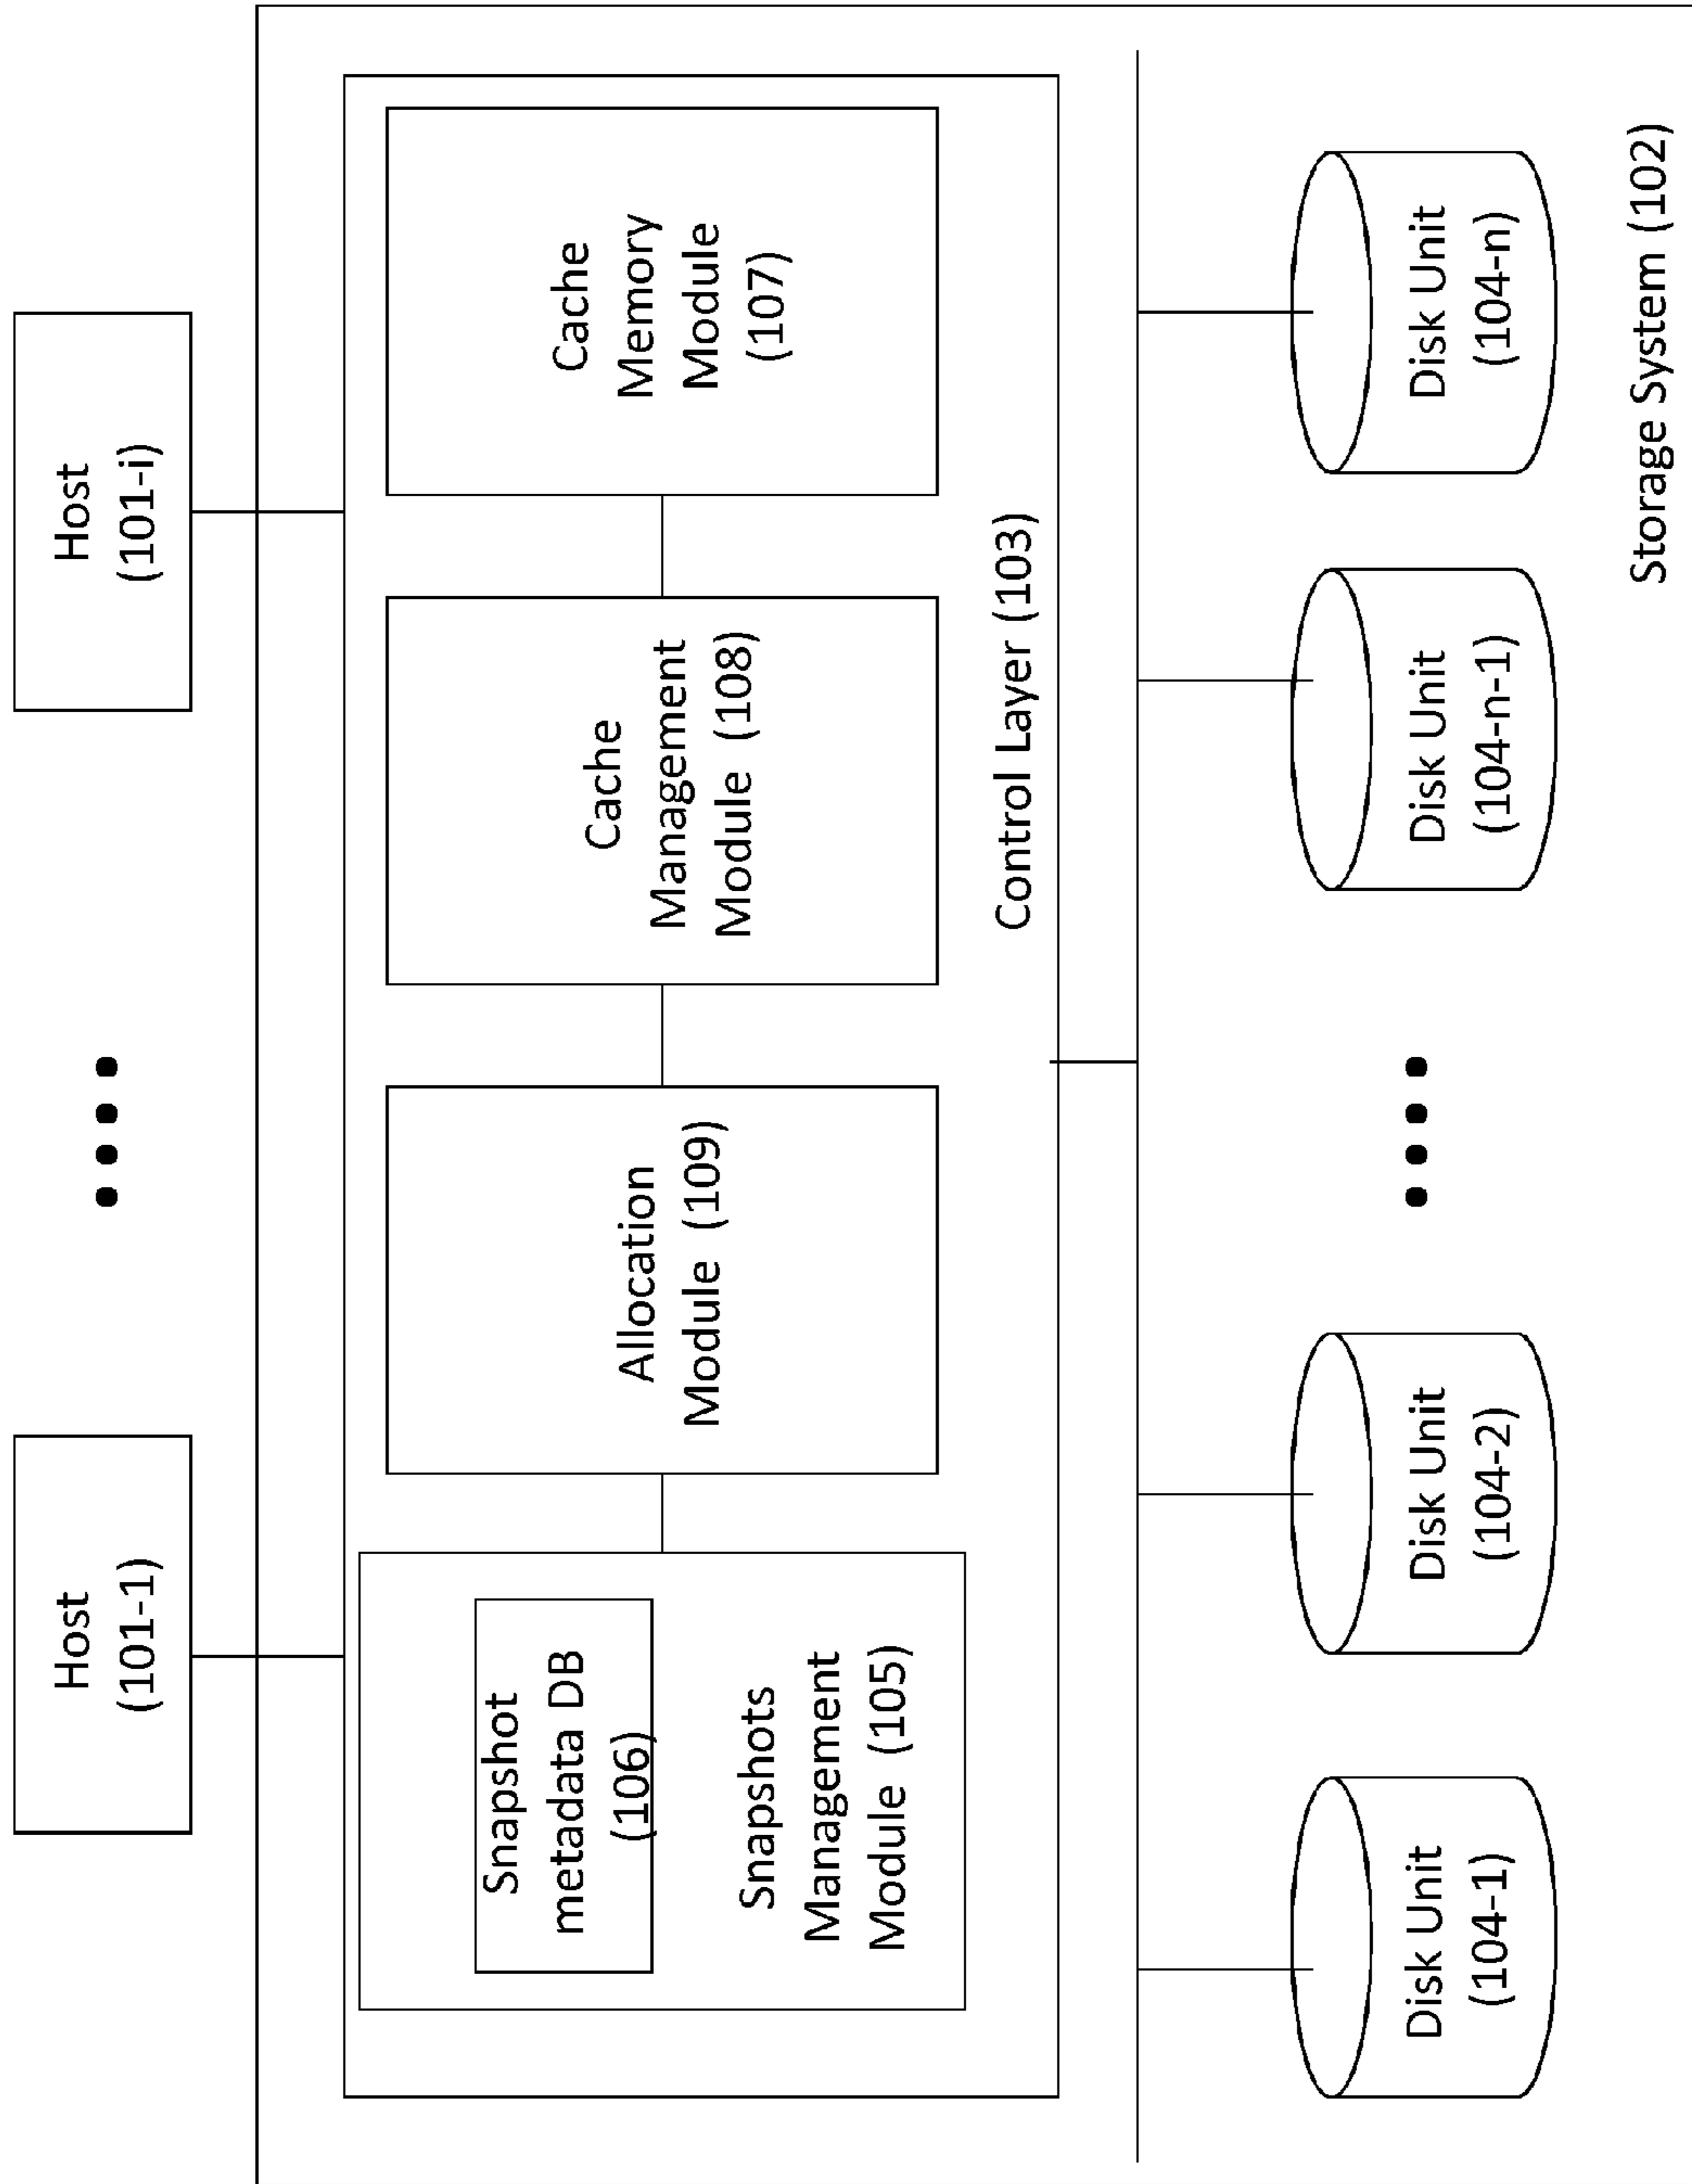 Host
(101-1)
Host
(101-i)
Snapshot
metadata DB
(106)
Snapshots
Management
Module (105)
Allocation
Module (109)
Cache
Management
Module (108)
Cache
Memory
Module
(107)
Control Layer (103)
Disk Unit
(104-1)
Disk Unit
(104-2)
Disk Unit
(104-n-1)
Disk Unit
(104-n)
Storage System (102)